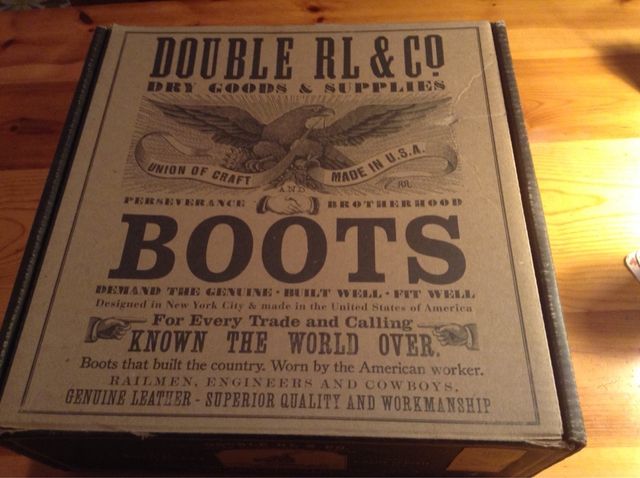 DOUBLE RL & CO
DRY GOODS & SUPPLIES
UNION OF CRAFT MADE IN U.S.A.
RRL
AND
PERSEVERANCE BROTHERHOOD
BOOTS
DEMAND THE GENUINE · BUILT WELL · FIT WELL
Designed in New York City & made in the United States of America
For Every Trade and Calling
KNOWN THE WORLD OVER.
Boots that built the country. Worn by the American worker.
RAILMEN, ENGINEERS AND COWBOYS,
GENUINE LEATHER - SUPERIOR QUALITY AND WORKMANSHIP